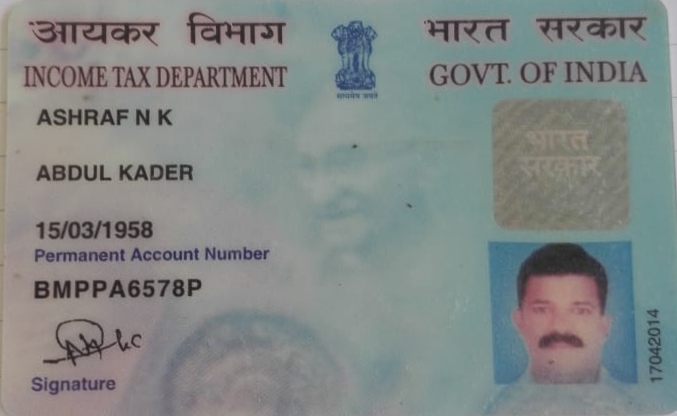 आयकर विभाग
भारत सरकार
INCOME TAX DEPARTMENT
GOVT. OF INDIA
सत्यमेव जयते
ASHRAF N K
भारत
सरकार
ABDUL KADER
15/03/1958
Permanent Account Number
BMPPA6578P
Signature
17042014